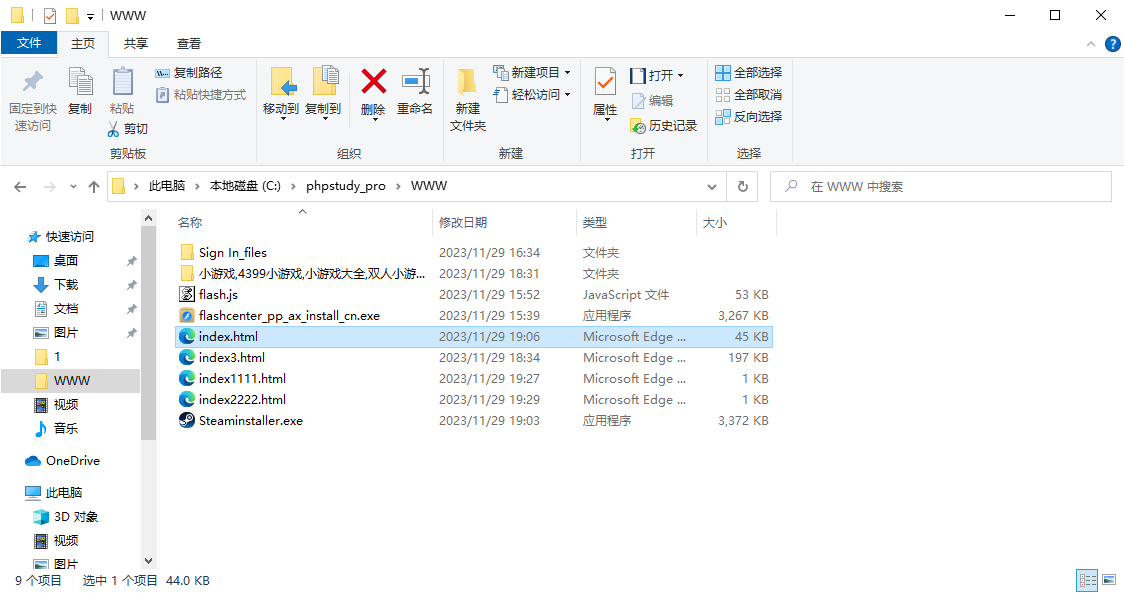 WWW
文件 主页 共享 查看
固定到快速访问
复制
粘贴
复制路径
粘贴快捷方式
剪切
剪贴板
移动到
复制到
删除
重命名
组织
新建文件夹
新建项目
轻松访问
新建
属性
打开
编辑
历史记录
打开
全部选择
全部取消
反向选择
选择
此电脑 本地磁盘 (C:) phpstudy_pro WWW
在 WWW 中搜索
快速访问
桌面
下载
文档
图片
1
WWW
视频
音乐
OneDrive
此电脑
3D 对象
视频
图片
名称 修改日期 类型 大小
Sign In_files 2023/11/29 16:34 文件夹
小游戏,4399小游戏,小游戏大全,双人小游... 2023/11/29 18:31 文件夹
flash.js 2023/11/29 15:52 JavaScript 文件 53 KB
flashcenter_pp_ax_install_cn.exe 2023/11/29 15:39 应用程序 3,267 KB
index.html 2023/11/29 19:06 Microsoft Edge ... 45 KB
index3.html 2023/11/29 18:34 Microsoft Edge ... 197 KB
index1111.html 2023/11/29 19:27 Microsoft Edge ... 1 KB
index2222.html 2023/11/29 19:29 Microsoft Edge ... 1 KB
Steaminstaller.exe 2023/11/29 19:03 应用程序 3,372 KB
9 个项目 选中 1 个项目 44.0 KB